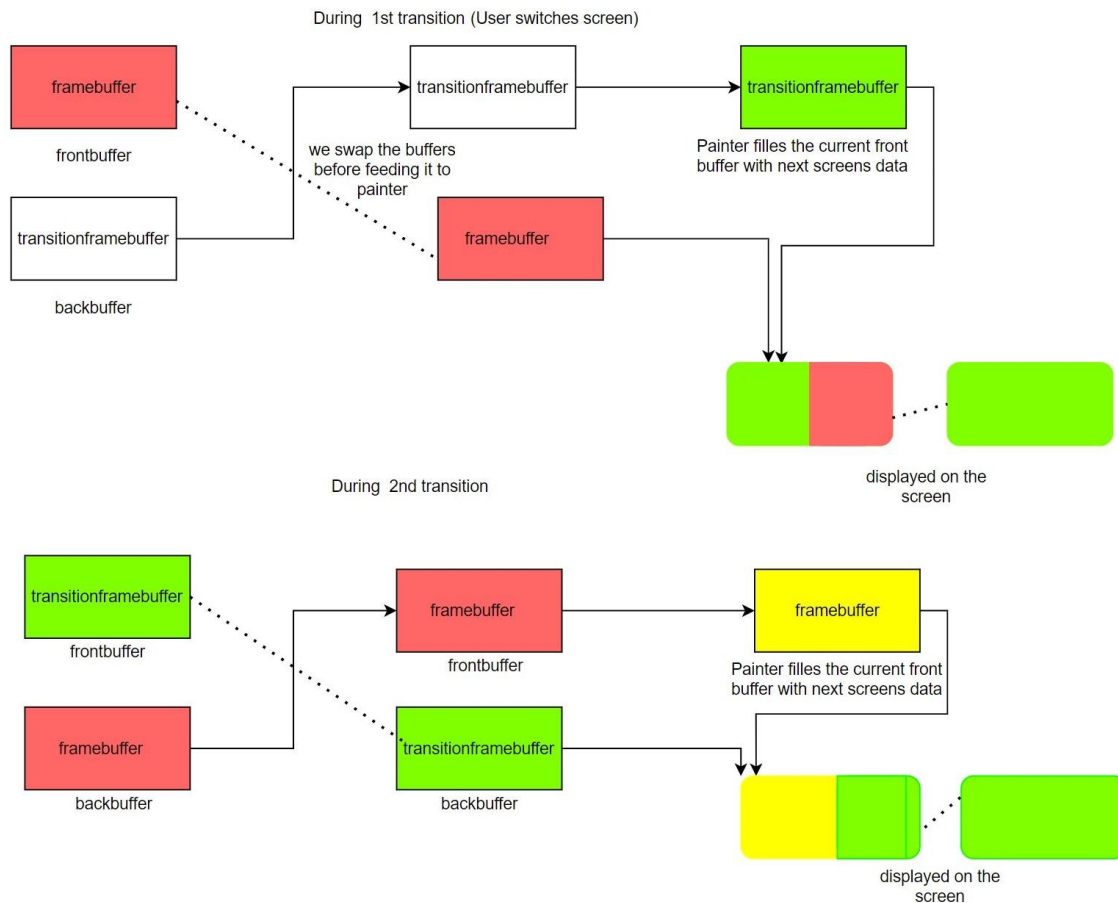 During 1st transition (User switches screen)
framebuffer
frontbuffer
transitionframebuffer
backbuffer
we swap the buffers
before feeding it to
painter
transitionframebuffer
framebuffer
transitionframebuffer
Painter filles the current front
buffer with next screens data
displayed on the
screen
During 2nd transition
transitionframebuffer
frontbuffer
framebuffer
backbuffer
framebuffer
frontbuffer
transitionframebuffer
backbuffer
framebuffer
Painter filles the current front
buffer with next screens data
displayed on the
screen